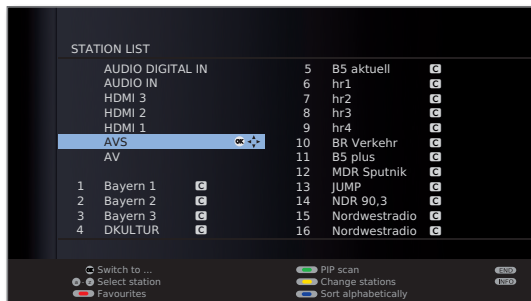 STATION LIST
AUDIO DIGITAL IN
AUDIO IN
HDMI 3
HDMI 2
HDMI 1
AVS OK
AV
1 Bayern 1 C
2 Bayern 2 C
3 Bayern 3 C
4 DKULTUR C
5 B5 aktuell C
6 hr1 C
7 hr2 C
8 hr3 C
9 hr4 C
10 BR Verkehr C
11 B5 plus C
12 MDR Sputnik C
13 JUMP C
14 NDR 90,3 C
15 Nordwestradio C
16 Nordwestradio C
OK Switch to ...
Select station
Favourites
PIP scan
Change stations
Sort alphabetically
END
INFO